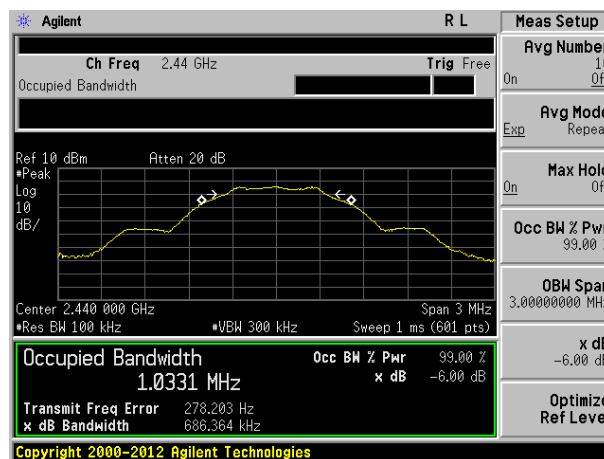 Agilent R L Meas Setup
Ch Freq 2.44 GHz Trig Free
Occupied Bandwidth
Ref 10 dBm Atten 20 dB
#Peak
Log
10
dB/
Center 2.440 000 GHz Span 3 MHz
#Res BW 100 kHz #VBW 300 kHz Sweep 1 ms (601 pts)
Occupied Bandwidth Occ BW % Pwr 99.00 %
1.0331 MHz x dB -6.00 dB
Transmit Freq Error 278.203 Hz
x dB Bandwidth 686.364 kHz
Copyright 2000-2012 Agilent Technologies
Avg Number
On
Avg Mode
Exp Repeat
Max Hold
On Off
Occ BW % Pwr
99.00 %
OBW Span
3.00000000 MHz
x dB
-6.00 dB
Optimize
Ref Level